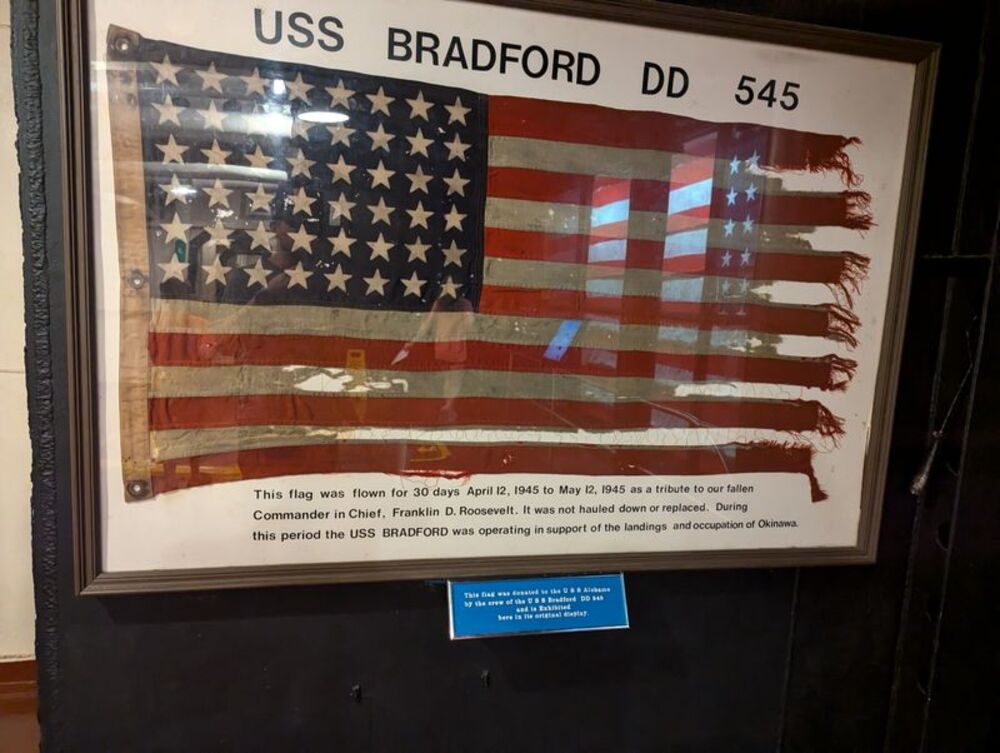 USS BRADFORD DD 545
This flag was flown for 30 days April 12, 1945 to May 12, 1945 as a tribute to our fallen
Commander in Chief, Franklin D. Roosevelt. It was not hauled down or replaced. During
this period the USS BRADFORD was operating in support of the landings and occupation of Okinawa.
This flag was donated to the U S S Alabama
by the crew of the U S S Bradford DD 545
and is Exhibited
here in its original display.